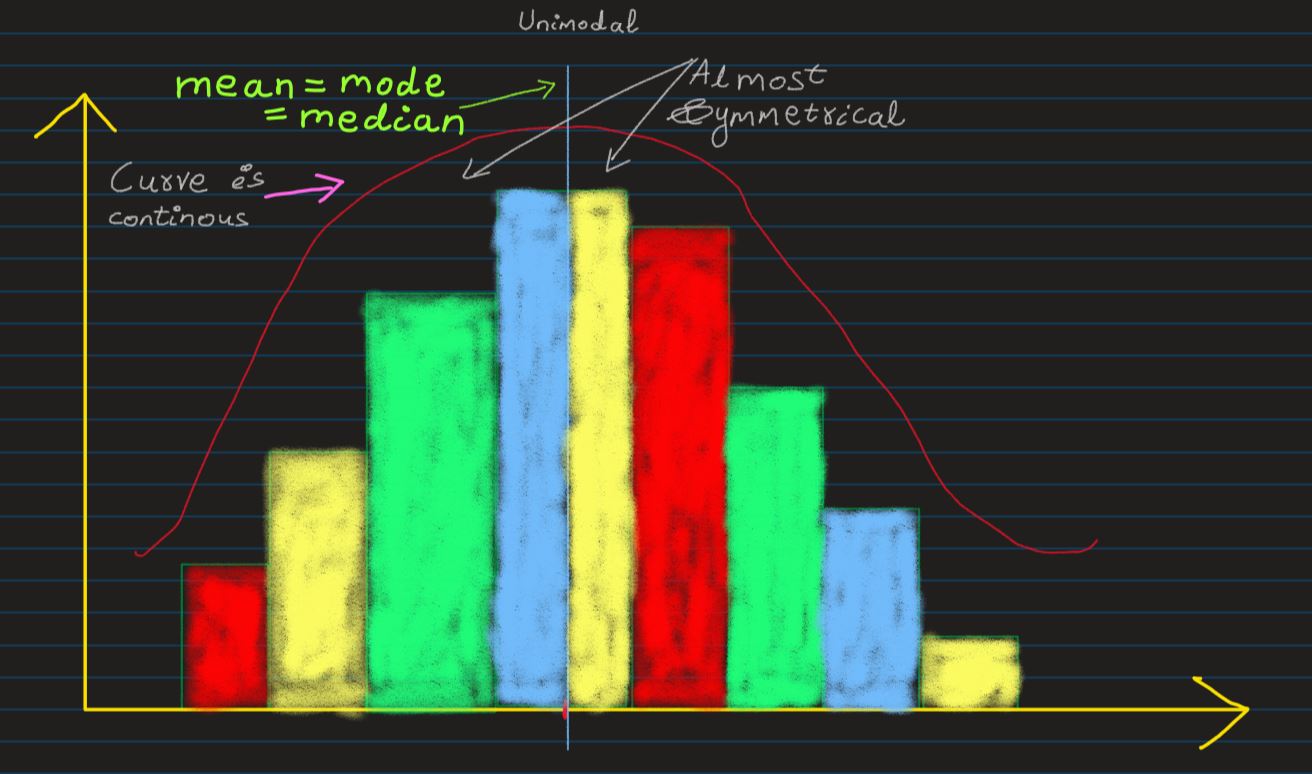 Unimodal
mean = mode
= median
Almost
Symmetrical
Curve is
continous